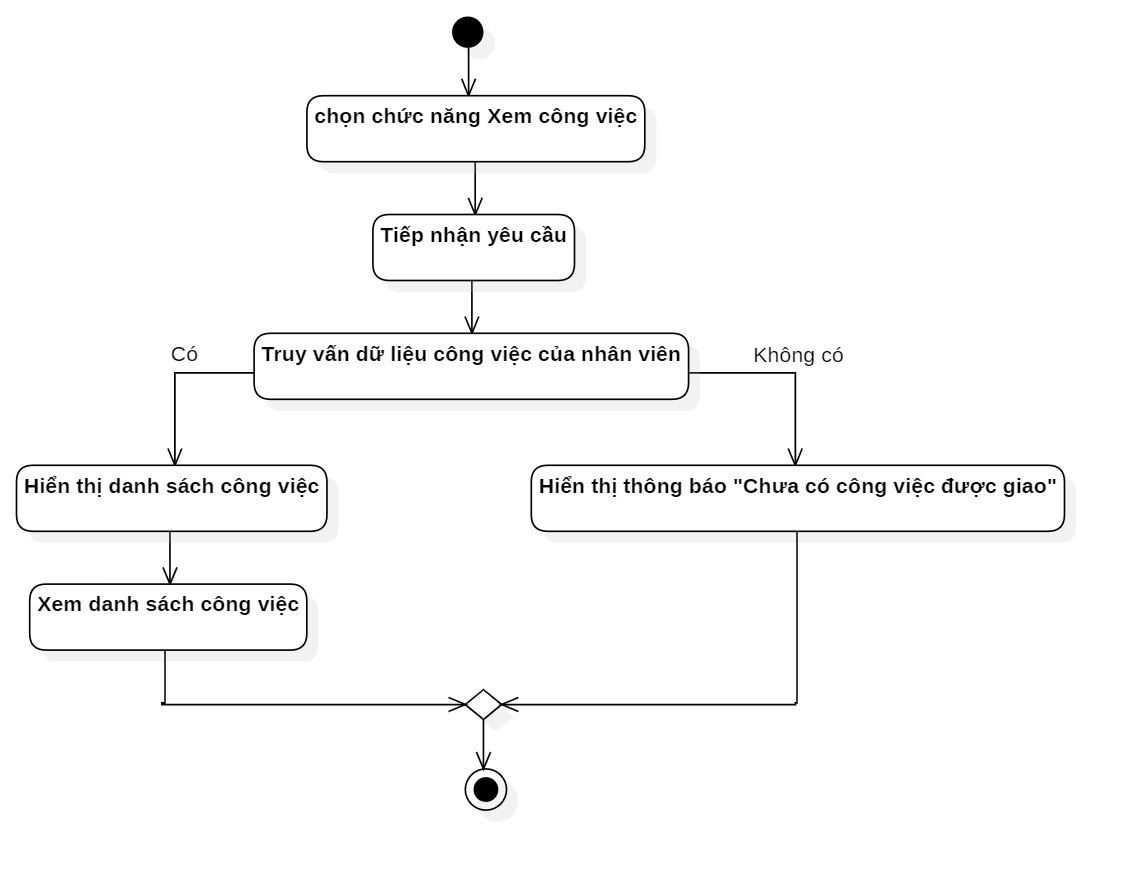 chọn chức năng Xem công việc
Tiếp nhận yêu cầu
Có
Truy vấn dữ liệu công việc của nhân viên
Không có
Hiển thị danh sách công việc
Hiển thị thông báo "Chưa có công việc được giao"
Xem danh sách công việc